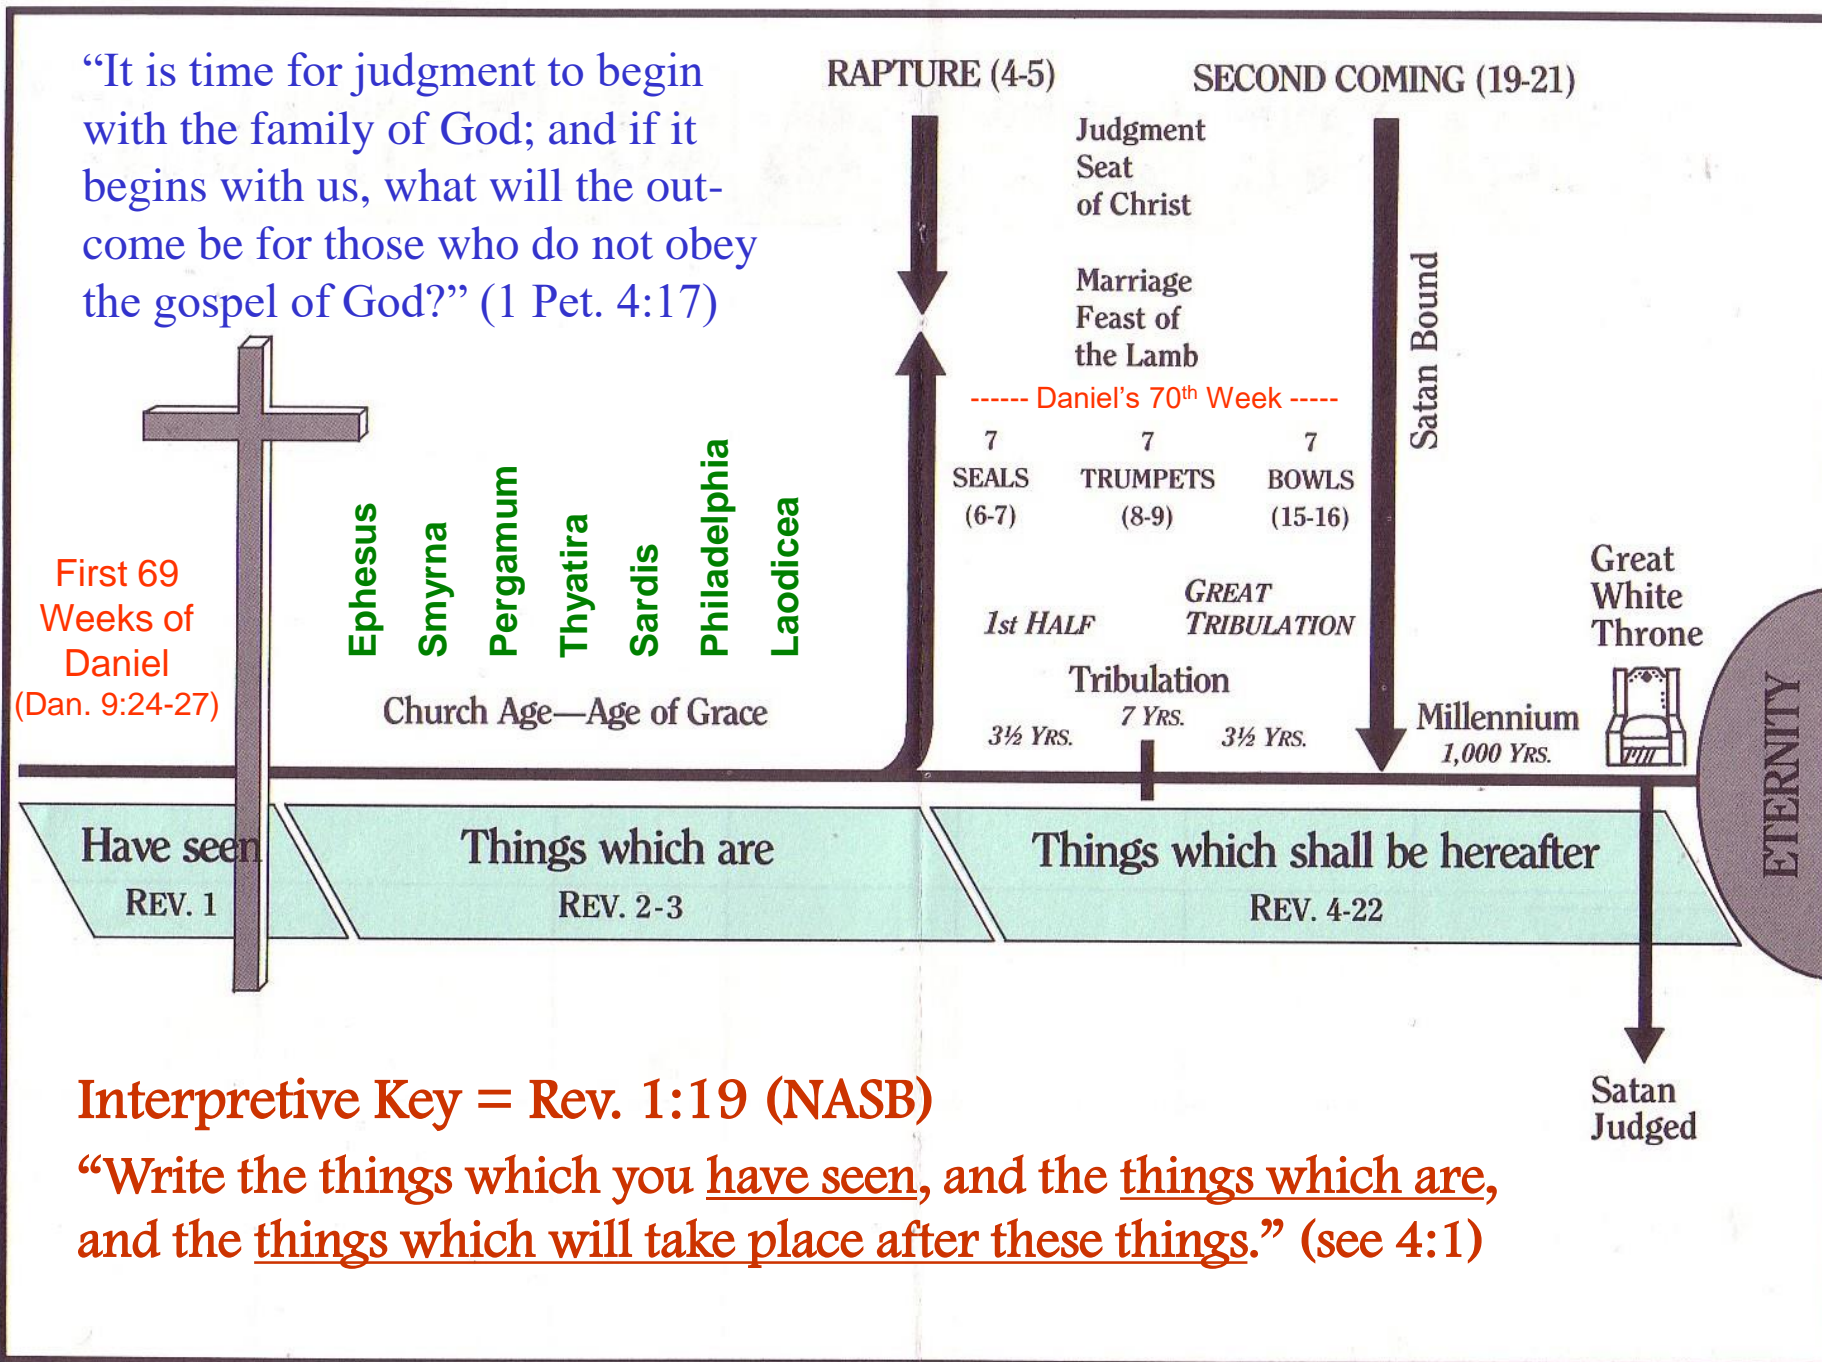 “It is time for judgment to begin
with the family of God; and if it
begins with us, what will the out-
come be for those who do not obey
the gospel of God?” (1 Pet. 4:17)
RAPTURE (4-5)
SECOND COMING (19-21)
Judgment
Seat
of Christ
Marriage
Feast of
the Lamb
------ Daniel’s 70th Week -----
7
SEALS
(6-7)
7
TRUMPETS
(8-9)
7
BOWLS
(15-16)
Satan Bound
First 69
Weeks of
Daniel
(Dan. 9:24-27)
Ephesus
Smyrna
Pergamum
Thyatira
Sardis
Philadelphia
Laodicea
Church Age—Age of Grace
1st HALF
GREAT
TRIBULATION
Tribulation
7 YRS.
3½ YRS.
3½ YRS.
Millennium
1,000 YRS.
Great
White
Throne
ETERNITY
Have seen
REV. 1
Things which are
REV. 2-3
Things which shall be hereafter
REV. 4-22
Satan
Judged
Interpretive Key = Rev. 1:19 (NASB)
“Write the things which you have seen, and the things which are,
and the things which will take place after these things.” (see 4:1)